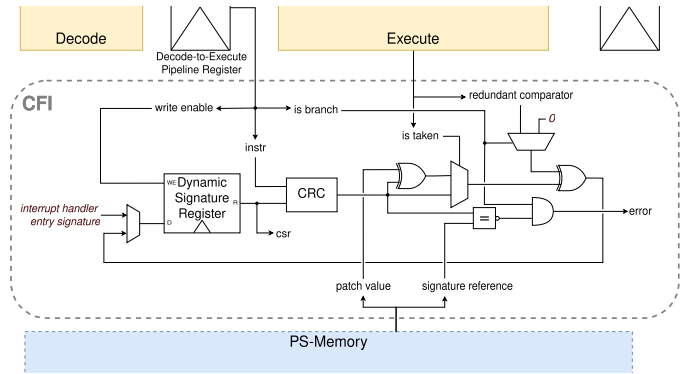 Decode
Execute
Decode-to-Execute
Pipeline Register
CFI
write enable
is branch
redundant comparator
0
is taken
instr
WE
Dynamic
Signature
Register
R
D
CRC
interrupt handler
entry signature
csr
=
error
patch value
signature reference
PS-Memory